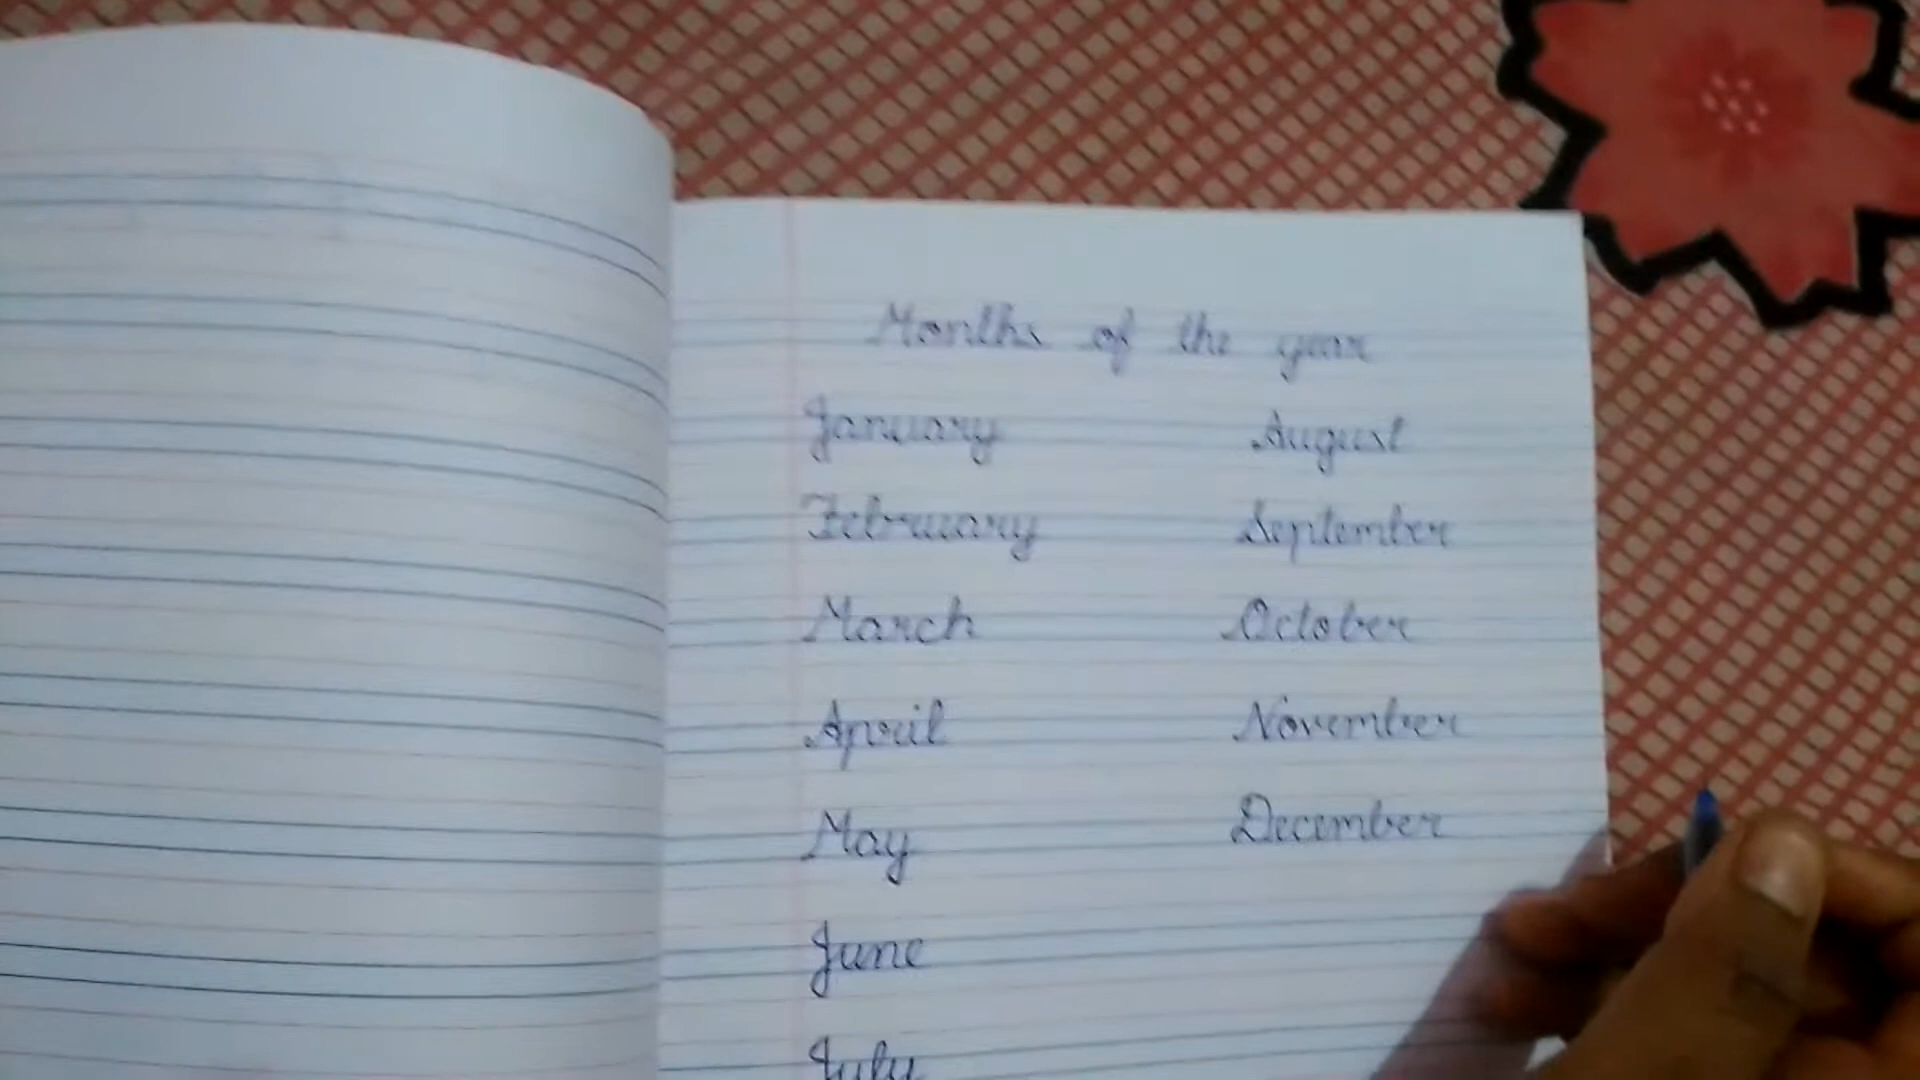 Months of the year
January August
February September
March October
April November
May December
June
July